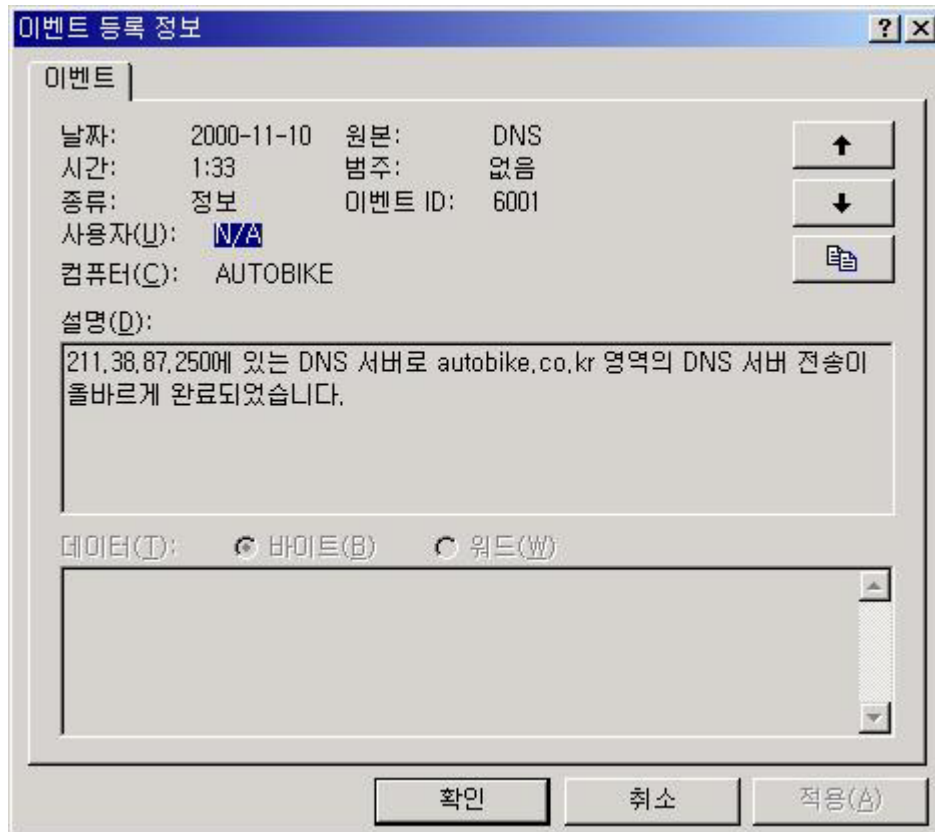 이벤트 등록 정보
이벤트
날짜: 2000-11-10 원본: DNS
시간: 1:33 범주: 없음
종류: 정보 이벤트 ID: 6001
사용자(U): N/A
컴퓨터(C): AUTOBIKE
설명(D):
211.38.87.250에 있는 DNS 서버로 autobike.co.kr 영역의 DNS 서버 전송이
올바르게 완료되었습니다.
데이터(T): 바이트(B) 워드(W)
확인 취소 적용(A)